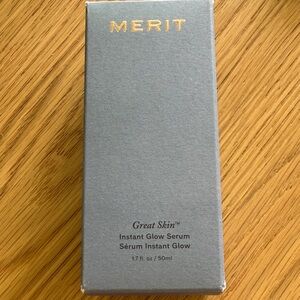 MERIT
Great Skin™
Instant Glow Serum
Sérum Instant Glow
1.7 fl. oz / 50ml